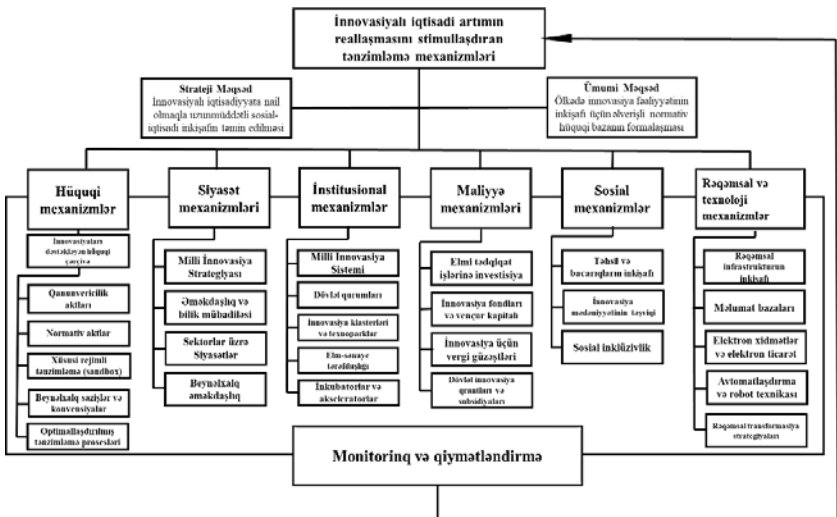 İnnovasiyalı iqtisadi artımın
reallaşmasını stimullaşdıran
tənzimləmə mexanizmləri
Strateji Məqsəd
İnnovasiyalı iqtisadiyyata nail
olmaqla uzunmüddətli sosial-
iqtisadi inkişafın təmin edilməsi
Ümumi Məqsəd
Ölkədə innovasiya fəaliyyətinin
inkişafı üçün əlverişli normativ
hüquqi bazanın formalaşması
Hüquqi
mexanizmlər
İnnovasiyaları
dəstəkləyən hüquqi
çərçivə
Qanunvericilik
aktları
Normativ aktlar
Xüsusi rejimli
tənzimləmə (sandbox)
Beynəlxalq sazişlər və
konvensiyalar
Optimallaşdırılmış
tənzimləmə prosesləri
Siyasət
mexanizmləri
Milli İnnovasiya
Strategiyası
Əməkdaşlıq və
bilik mübadiləsi
Sektorlar üzrə
Siyasətlər
Beynəlxalq
əməkdaşlıq
İnstitusional
mexanizmlər
Milli İnnovasiya
Sistemi
Dövlət qurumları
İnnovasiya klasterləri
və texnoparklar
Elm-sənaye
tərəfdaşlığı
İnkubatorlar və
akseleratorlar
Maliyyə
mexanizmləri
Elmi tədqiqat
işlərinə investisiya
İnnovasiya fondları
və vençur kapitalı
İnnovasiya üçün
vergi güzəştləri
Dövlət innovasiya
qrantları və
subsidiyaları
Sosial
mexanizmlər
Təhsil və
bacarıqların inkişafı
İnnovasiya
mədəniyyətinin təşviqi
Sosial inklüzivlik
Rəqəmsal və
texnoloji
mexanizmlər
Rəqəmsal
infrastrukturun
inkişafı
Məlumat bazaları
Elektron xidmətlər
və elektron ticarət
Avtomatlaşdırma
və robot texnikası
Rəqəmsal transformasiya
strategiyaları
Monitorinq və qiymətləndirmə